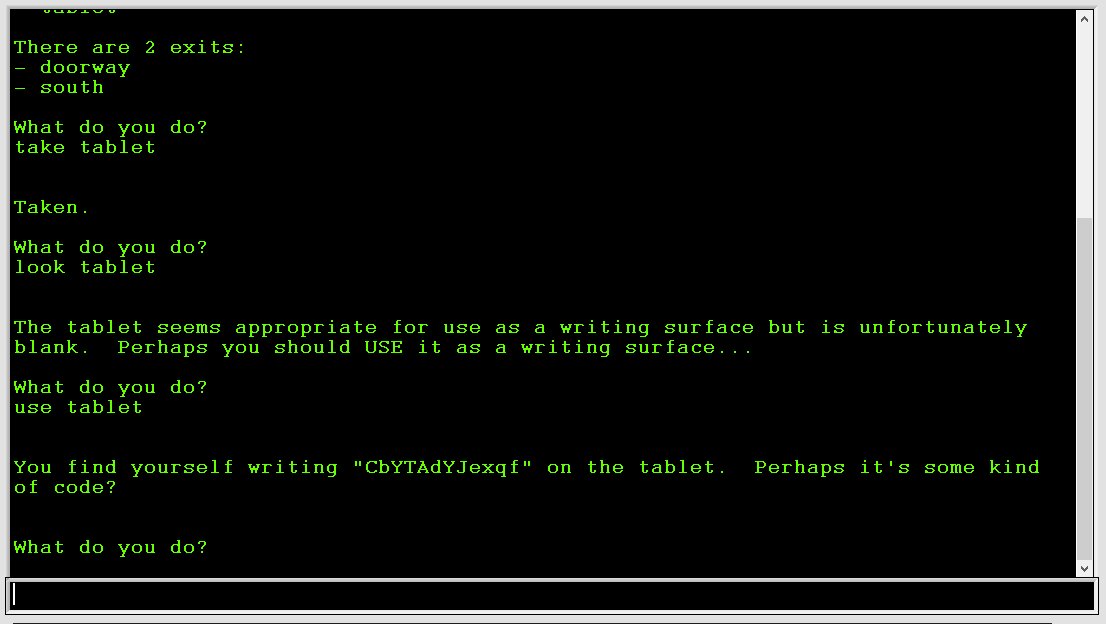 There are 2 exits:
- doorway
- south
What do you do?
take tablet
Taken.
What do you do?
look tablet
The tablet seems appropriate for use as a writing surface but is unfortunately
blank.  Perhaps you should USE it as a writing surface...
What do you do?
use tablet
You find yourself writing "CbYTAdYJexqf" on the tablet.  Perhaps it's some kind
of code?
What do you do?